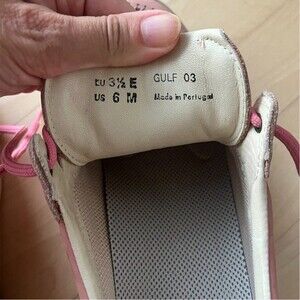 EU 3½ E GULF 03
US 6 M Made in Portugal